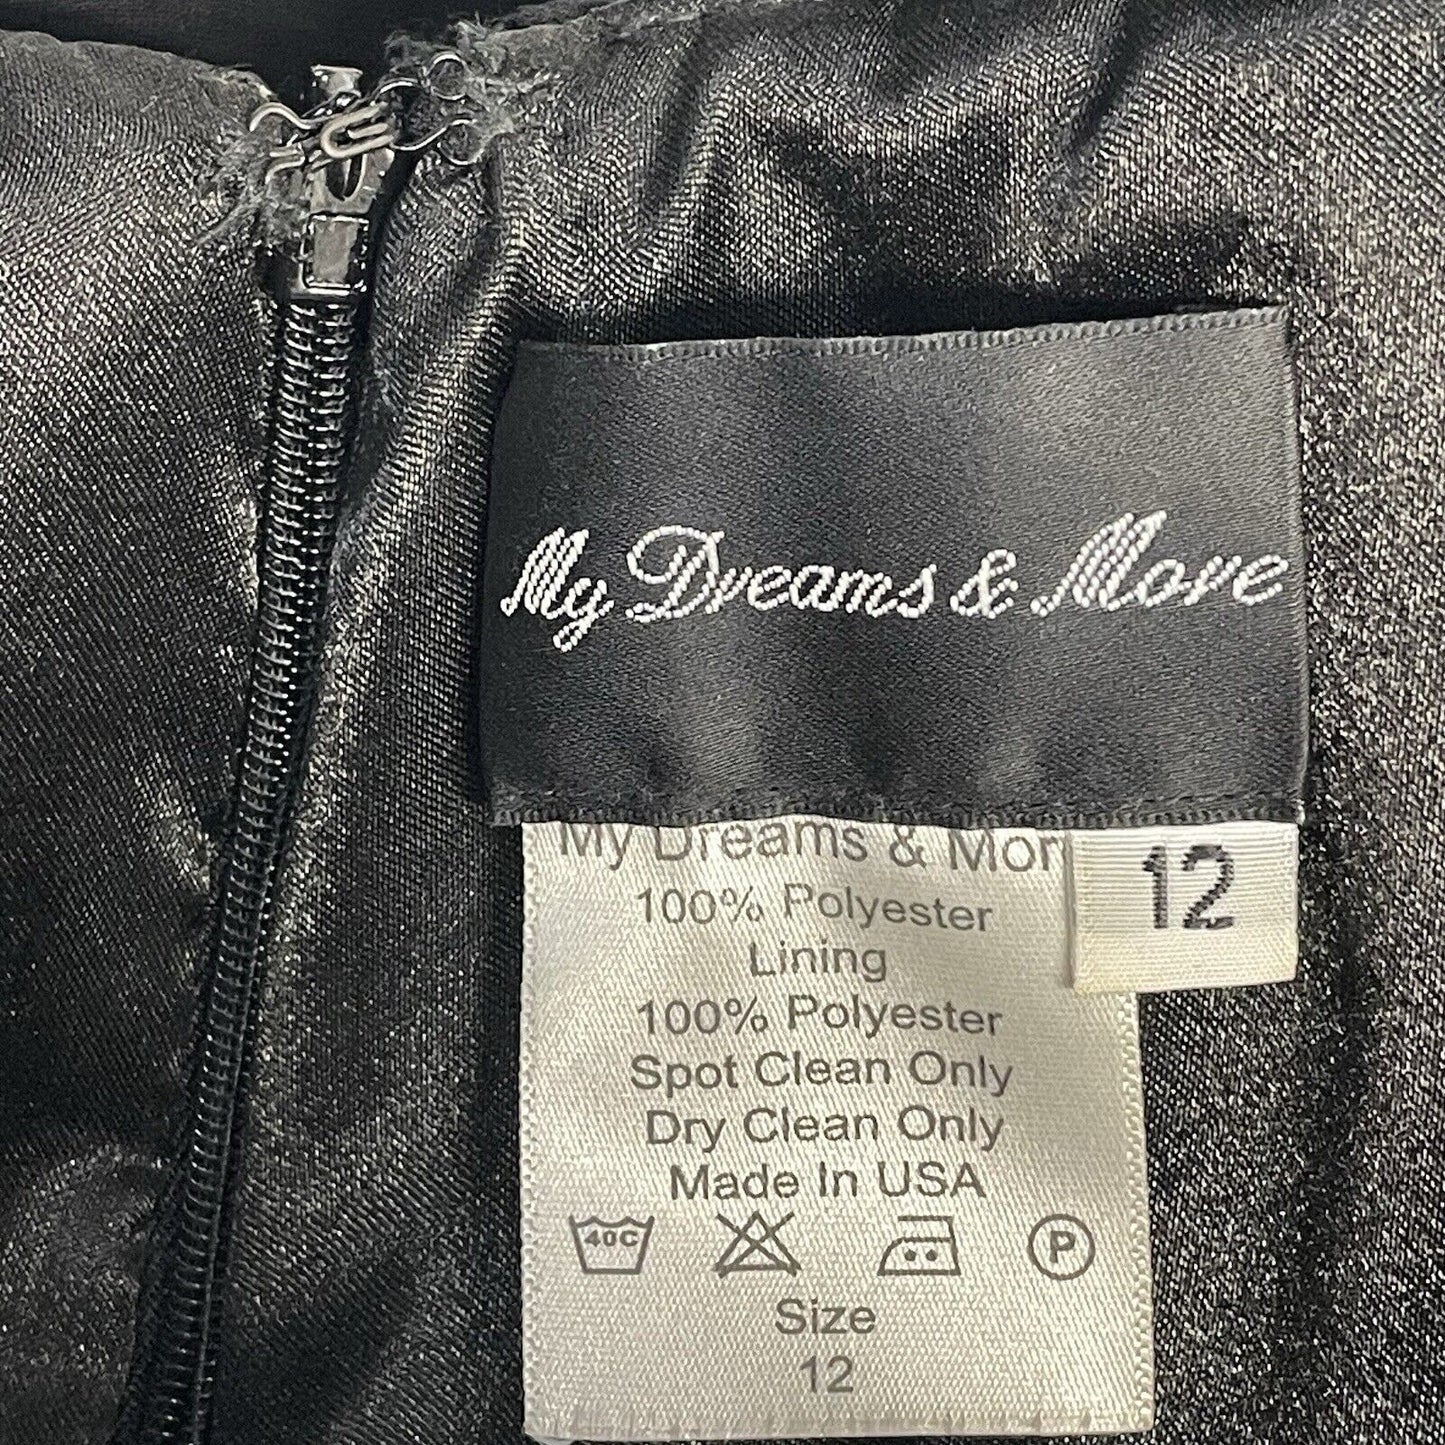 My Dreams & More
My Dreams & Mor
12
100% Polyester
Lining
100% Polyester
Spot Clean Only
Dry Clean Only
Made In USA
40C
P
Size
12